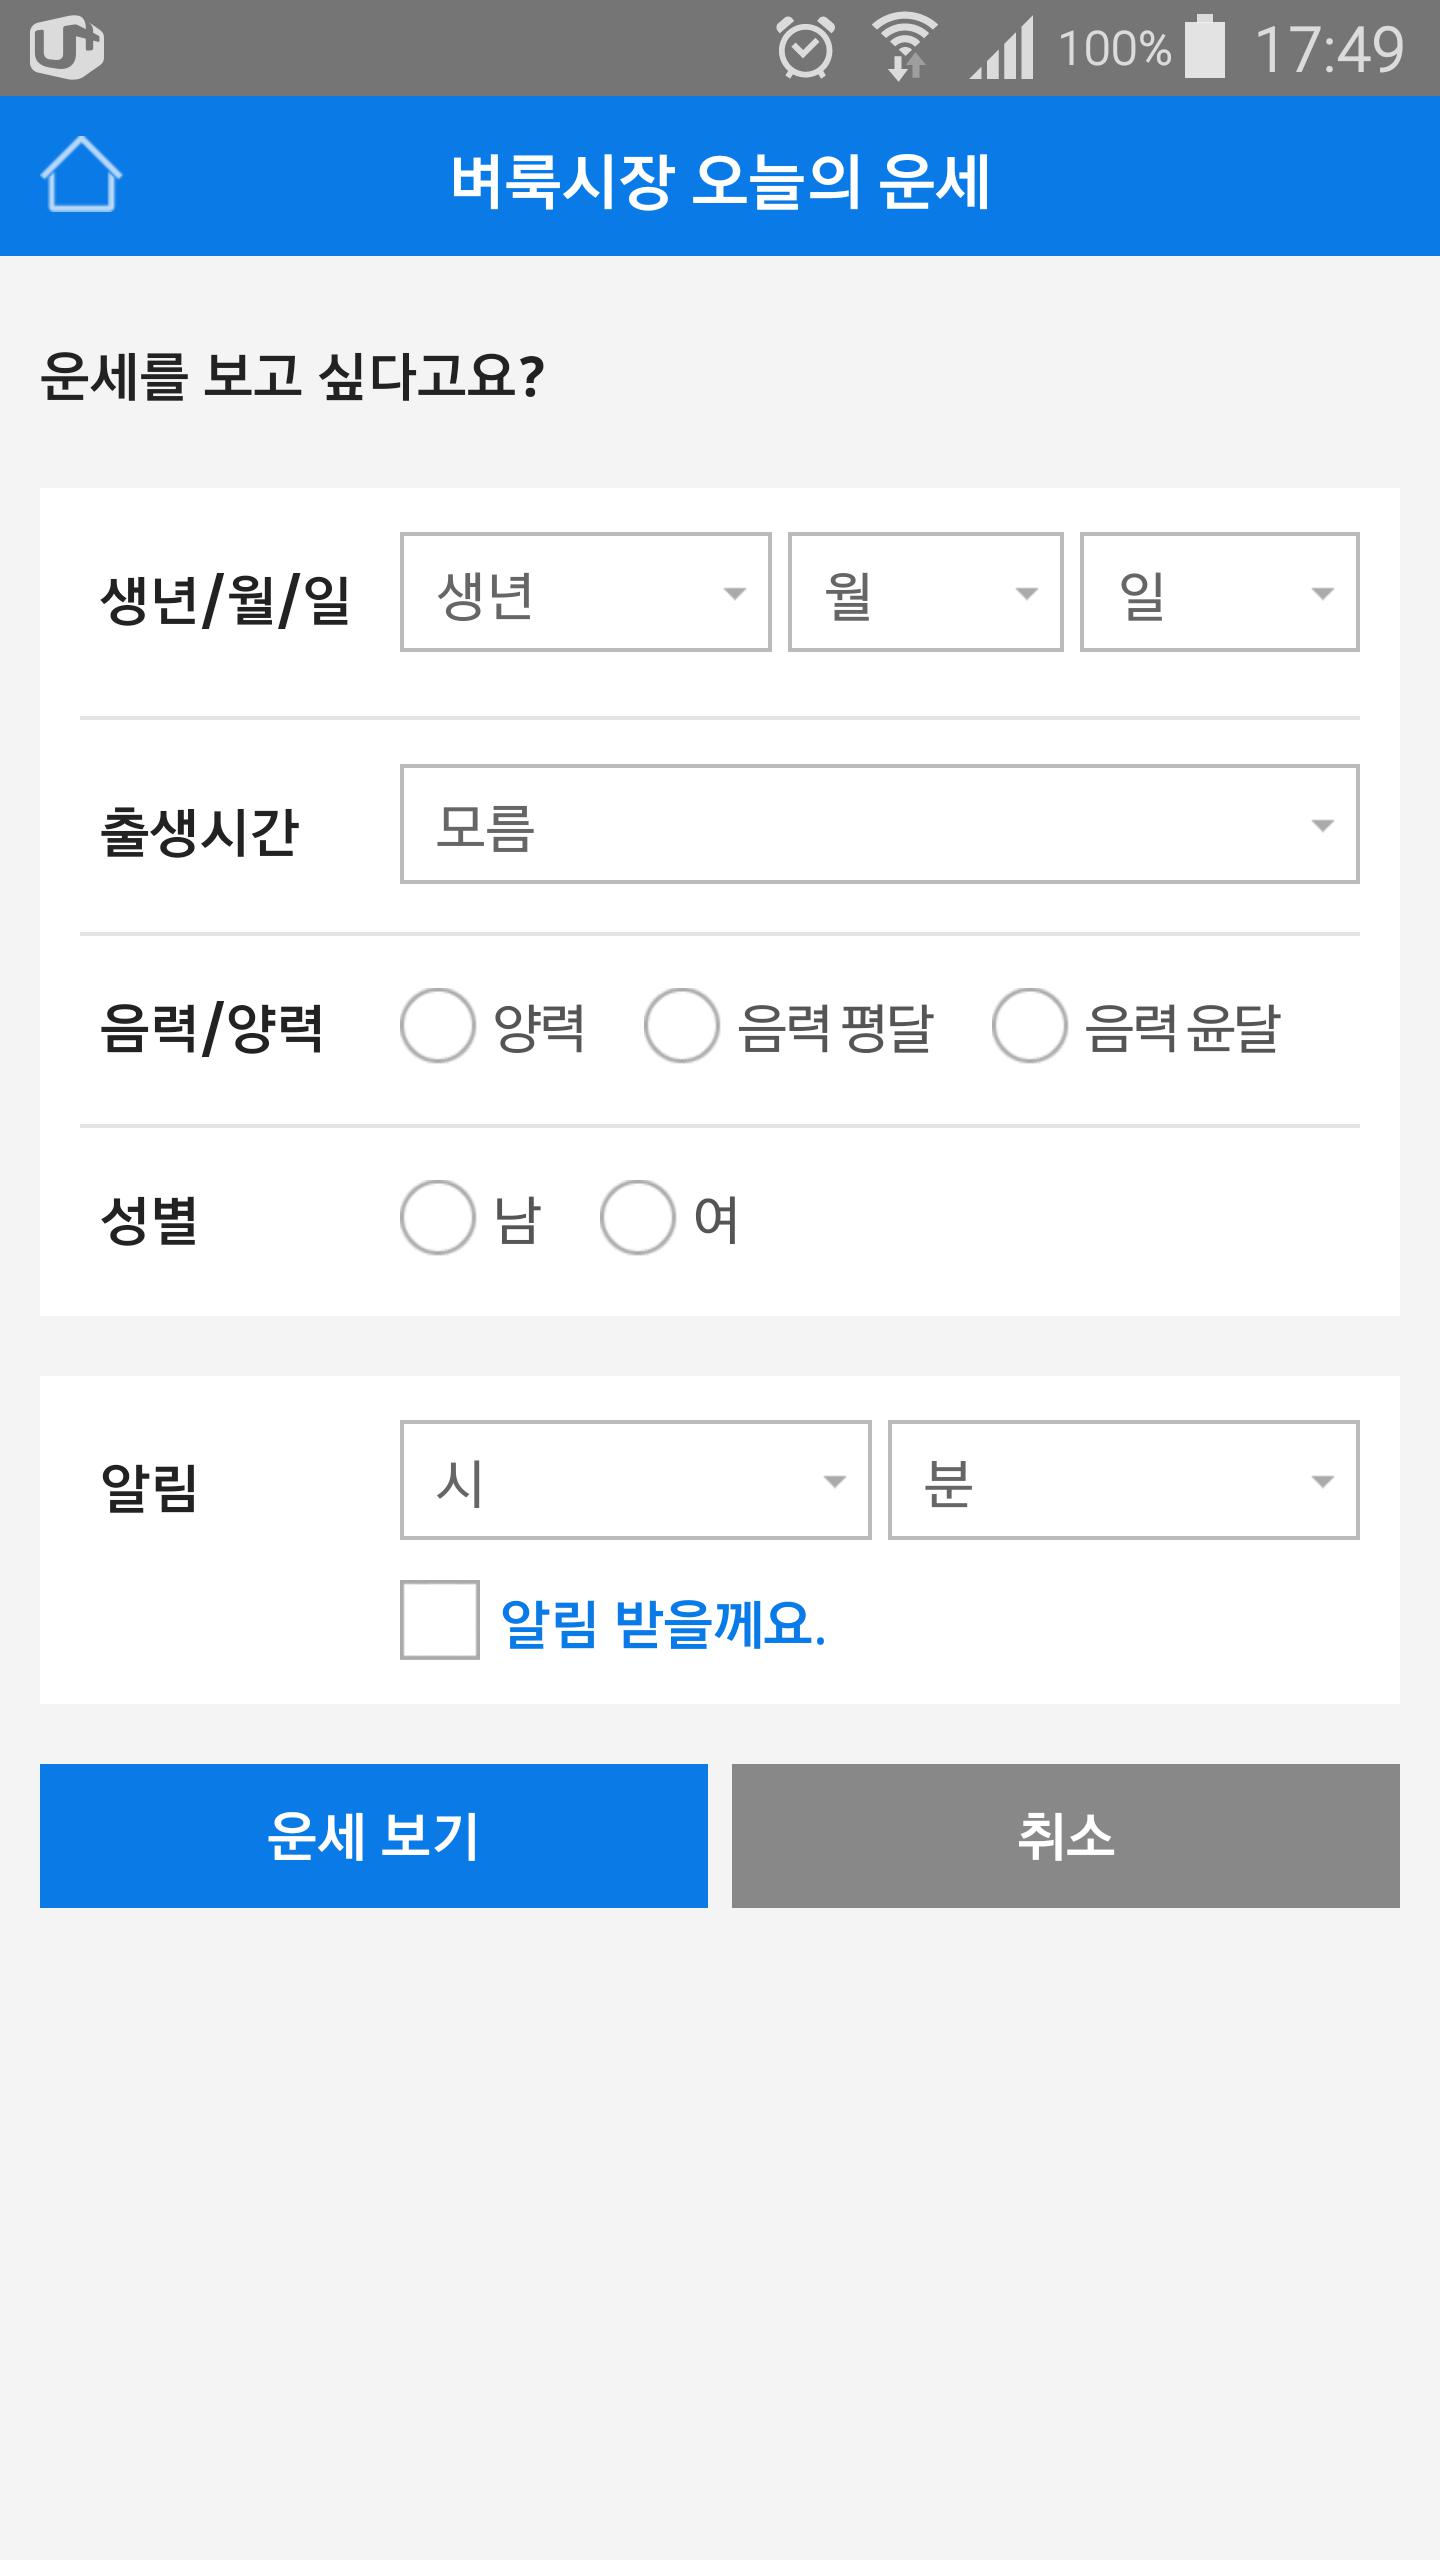 100% 17:49
벼룩시장 오늘의 운세
운세를 보고 싶다고요?
생년/월/일 생년 월 일
출생시간 모름
음력/양력 양력 음력 평달 음력 윤달
성별 남 여
알림 시 분
알림 받을께요.
운세 보기 취소